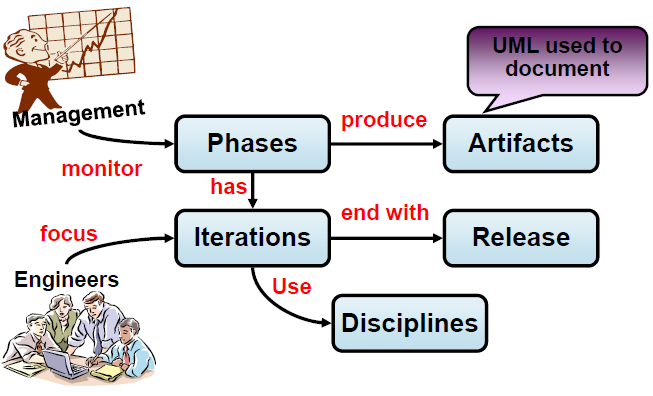 UML used to
document
Management
monitor
Phases
produce
Artifacts
has
focus
Iterations
end with
Release
Engineers
Use
Disciplines